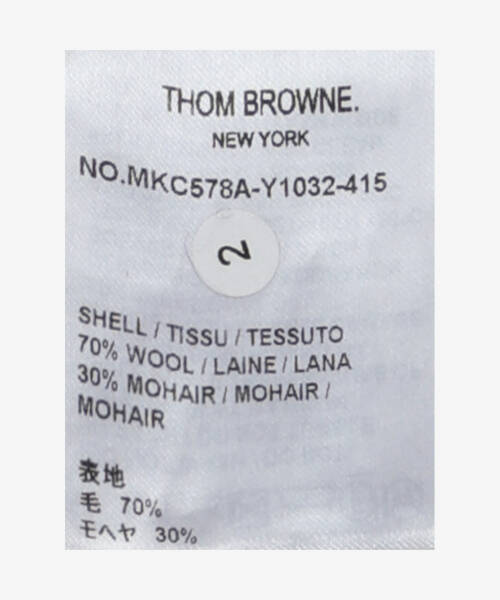 THOM BROWNE.
NEW YORK
NO.MKC578A-Y1032-415
2
SHELL / TISSU / TESSUTO
70% WOOL / LAINE / LANA
30% MOHAIR / MOHAIR /
MOHAIR
表地
毛 70%
モヘヤ 30%